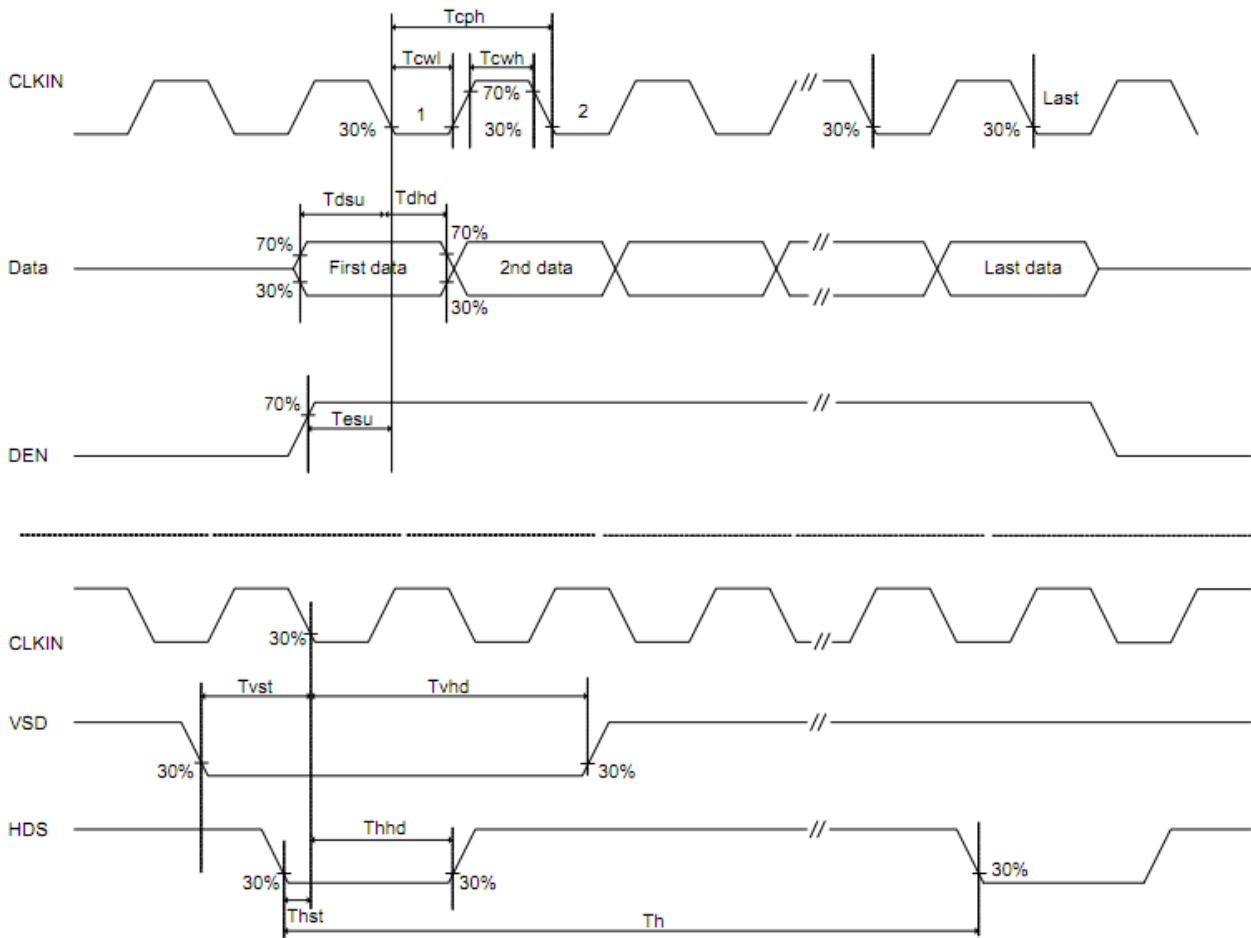 Tcph
Tcwl Tcwh
CLKIN
70%
1 2 Last
30% 30% 30% 30%
Tdsu Tdhd
70% 70%
Data First data 2nd data // Last data
30% 30%
70%
Tesu
DEN
CLKIN
30%
Tvst Tvhd
VSD
30% 30%
HDS
Thhd
30% 30% 30%
Thst
Th